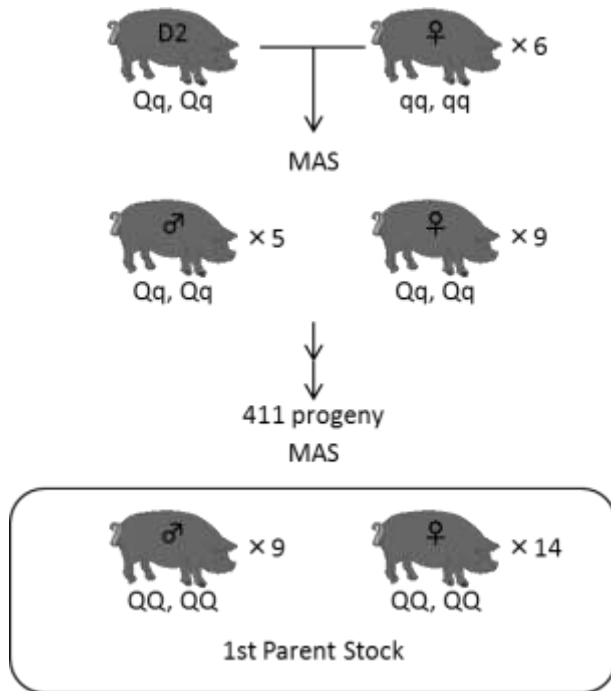 D2 ♀ ×6
Qq, Qq qq, qq
MAS
♂ ×5 ♀ ×9
Qq, Qq Qq, Qq
411 progeny
MAS
♂ ×9 ♀ ×14
QQ, QQ QQ, QQ
1st Parent Stock